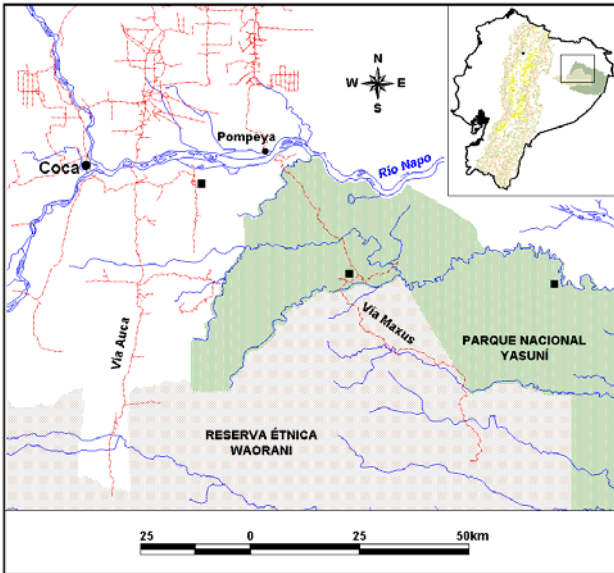 N
W E
S
Pompeya
Coca
Río Napo
Vía Auca
Vía Maxus
PARQUE NACIONAL
YASUNÍ
RESERVA ÉTNICA
WAORANI
25 0 25 50km